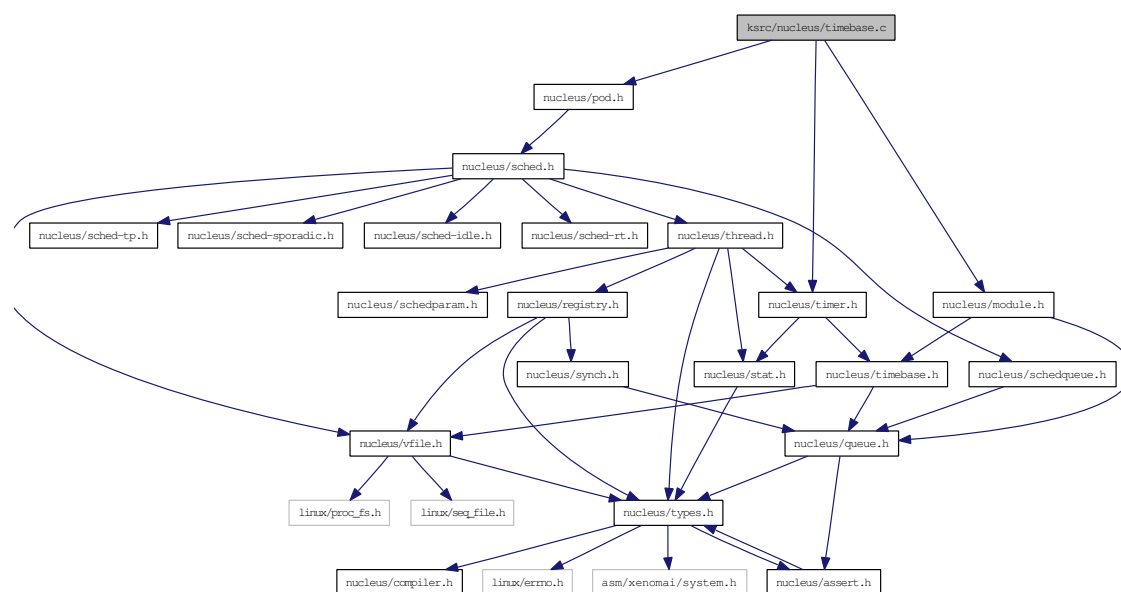 ksrc/nucleus/timebase.c
nucleus/pod.h
nucleus/sched.h
nucleus/sched-tp.h
nucleus/sched-sporadic.h
nucleus/sched-idle.h
nucleus/sched-rt.h
nucleus/thread.h
nucleus/schedparam.h
nucleus/registry.h
nucleus/timer.h
nucleus/module.h
nucleus/synch.h
nucleus/stat.h
nucleus/timebase.h
nucleus/schedqueue.h
nucleus/vfile.h
nucleus/queue.h
linux/proc_fs.h
linux/seq_file.h
nucleus/types.h
nucleus/compiler.h
linux/errno.h
asm/xenomai/system.h
nucleus/assert.h